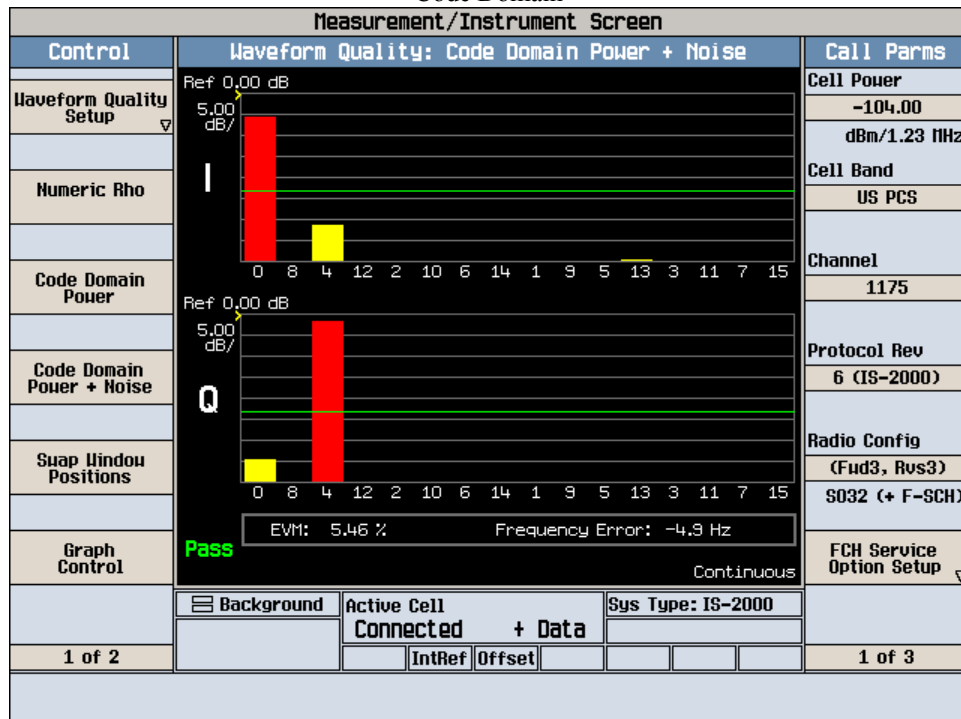 Code Domain
Measurement/Instrument Screen
Control
Waveform Quality Setup
Numeric Rho
Code Domain Power
Code Domain Power + Noise
Swap Window Positions
Graph Control
1 of 2
Waveform Quality: Code Domain Power + Noise
Ref 0.00 dB
5.00
dB/
I
0 8 4 12 2 10 6 14 1 9 5 13 3 11 7 15
Ref 0.00 dB
5.00
dB/
Q
0 8 4 12 2 10 6 14 1 9 5 13 3 11 7 15
EVM: 5.46 % Frequency Error: -4.9 Hz
Pass
Continuous
Background
Active Cell
Connected + Data
Sys Type: IS-2000
IntRef Offset
Call Parms
Cell Power
-104.00
dBm/1.23 MHz
Cell Band
US PCS
Channel
1175
Protocol Rev
6 (IS-2000)
Radio Config
(Fwd3, Rvs3)
SO32 (+ F-SCH)
FCH Service
Option Setup
1 of 3